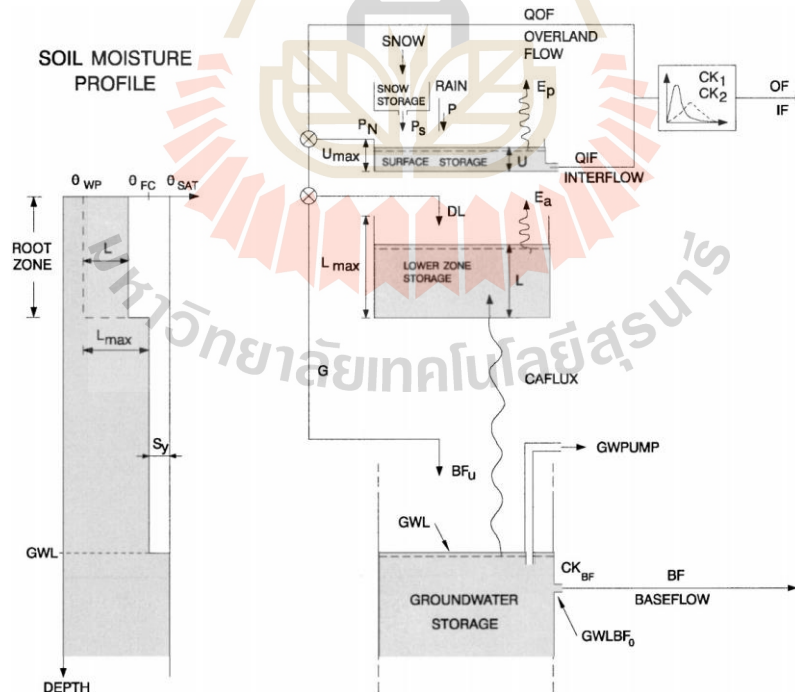 SOIL MOISTURE
PROFILE
QOF
OVERLAND
FLOW
SNOW
SNOW
STORAGE
RAIN
P
Ep
CK1
CK2
OF
IF
PN
Ps
Umax
SURFACE STORAGE
U
QIF
INTERFLOW
θWP
θFC
θSAT
DL
Ea
ROOT
ZONE
L
Lmax
LOWER ZONE
STORAGE
L
Lmax
มหาวิทยาลัยเทคโนโลยีสุรนารี
G
CAFLUX
Sy
GWPUMP
BFu
GWL
GWL
CKBF
BF
BASEFLOW
GROUNDWATER
STORAGE
GWLBF0
DEPTH